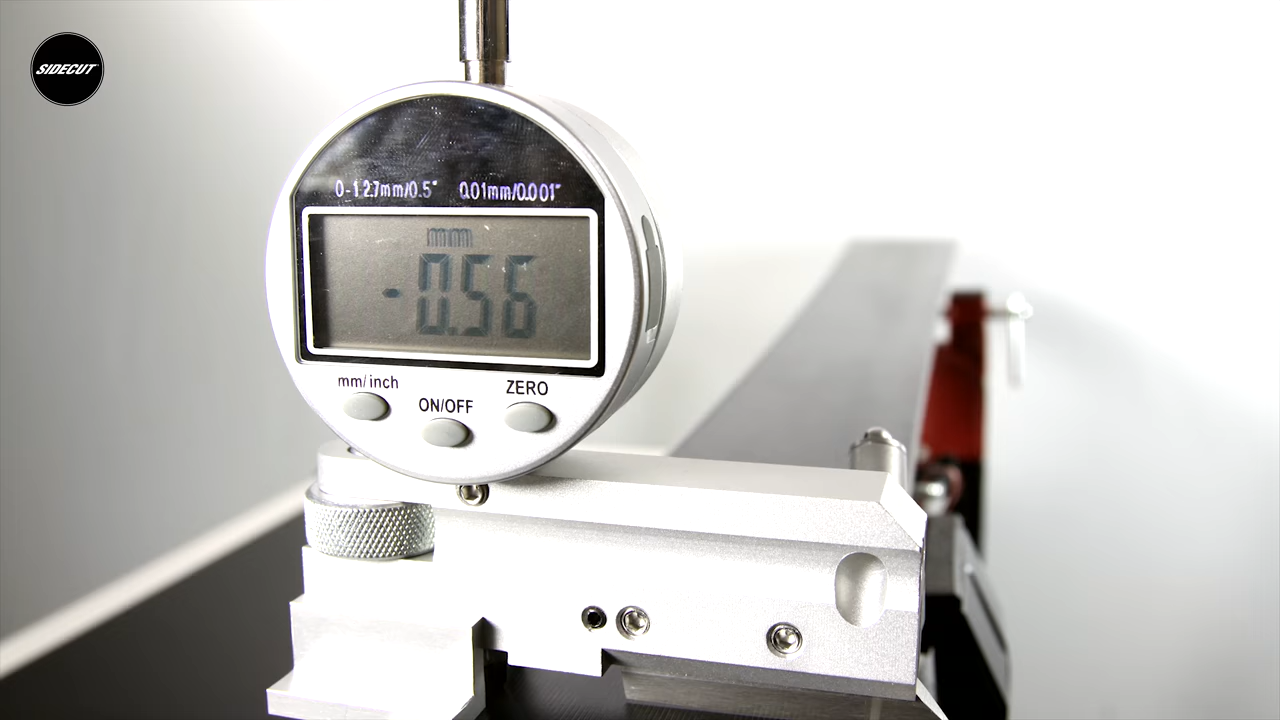 SIDECUT
0-12.7mm/0.5"    0.01mm/0.001"
mm
-0.56
mm/inch
ON/OFF
ZERO